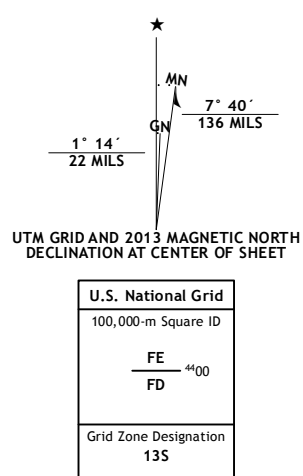 ★
MN
7° 40´
136 MILS
GN
1° 14´
22 MILS
UTM GRID AND 2013 MAGNETIC NORTH
DECLINATION AT CENTER OF SHEET
U.S. National Grid
100,000-m Square ID
FE
4400
FD
Grid Zone Designation
13S